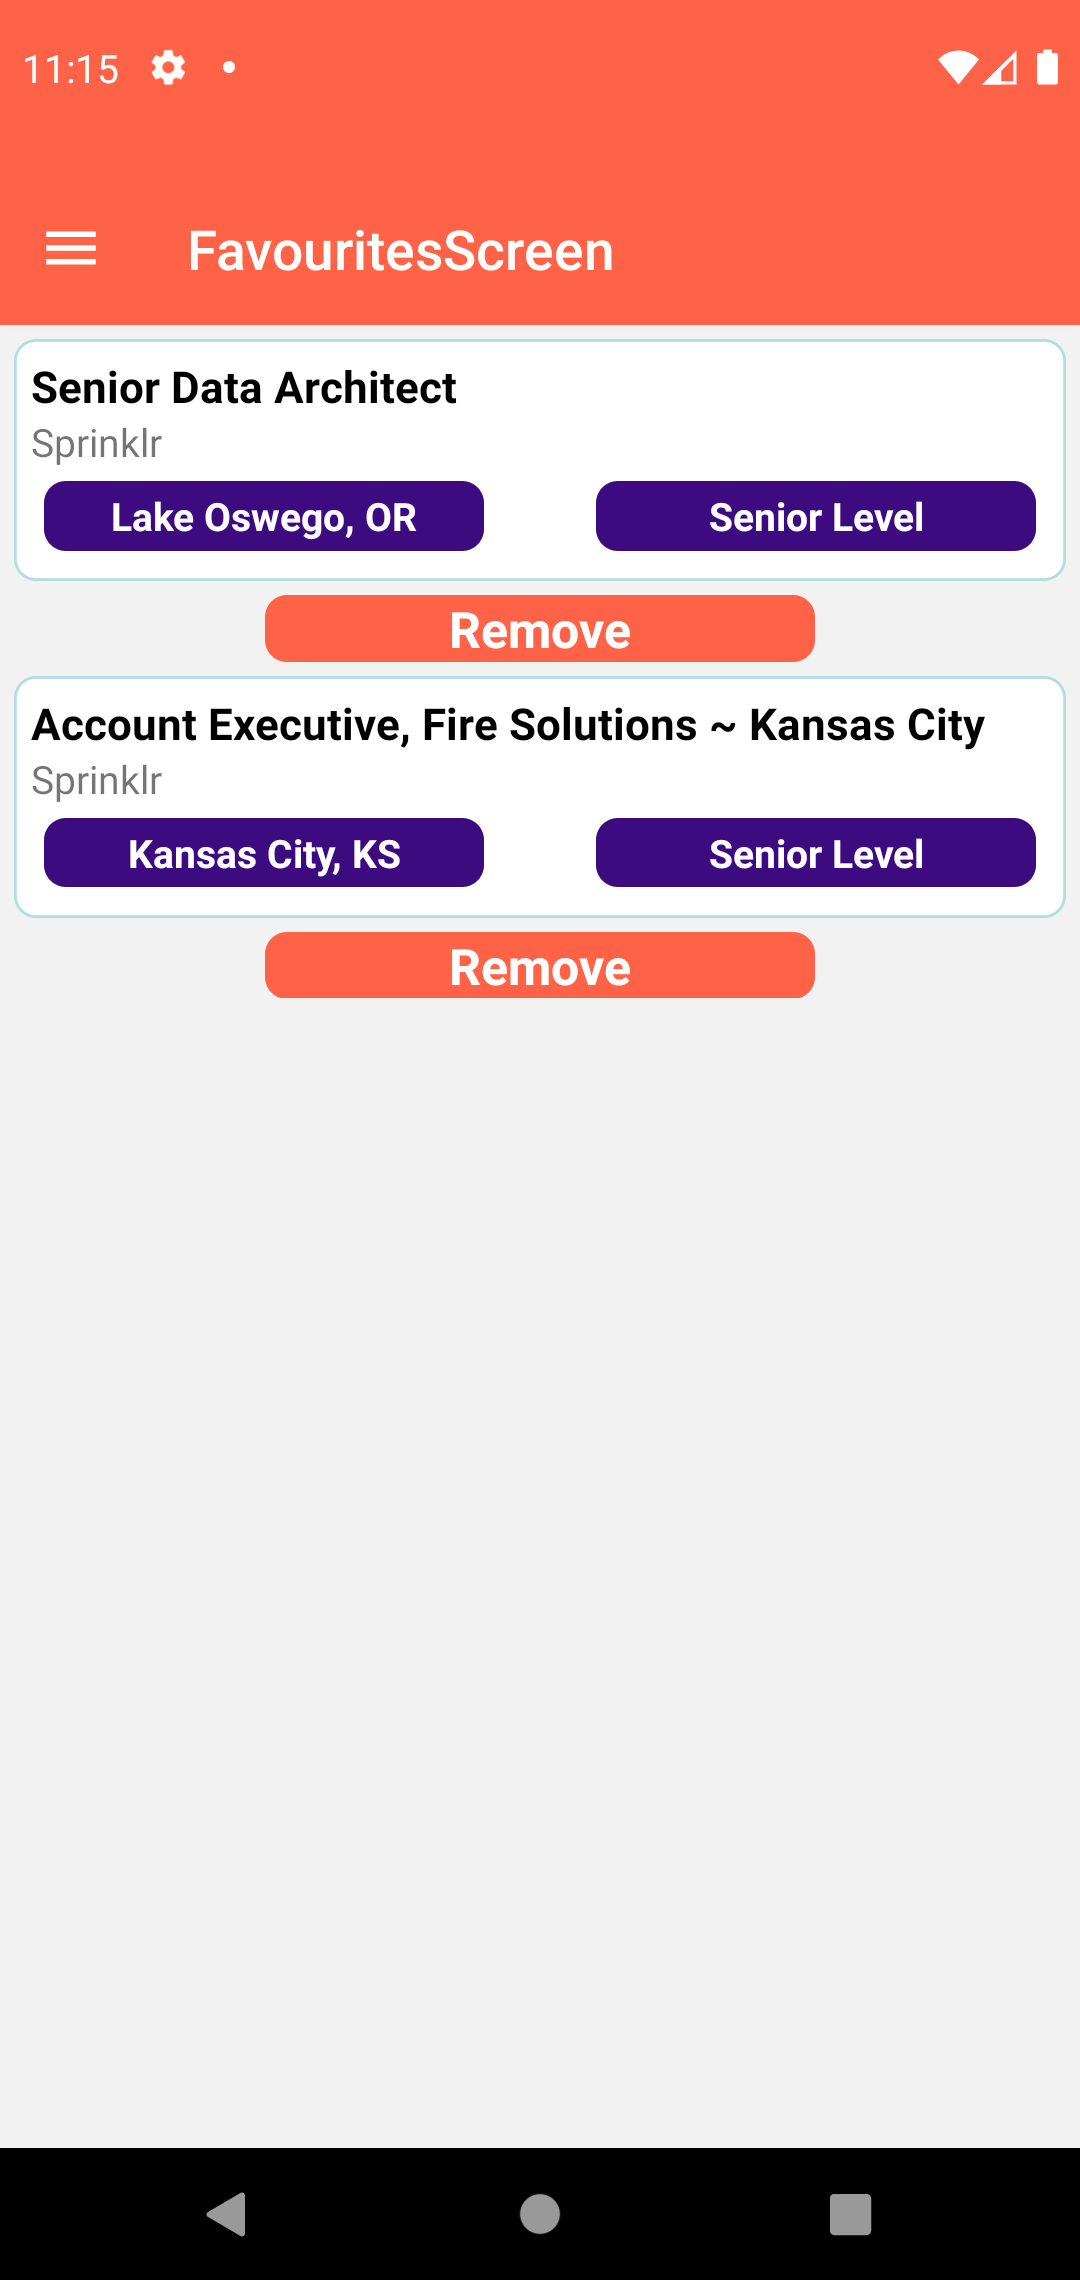 11:15
FavouritesScreen
Senior Data Architect
Sprinklr
Lake Oswego, OR
Senior Level
Remove
Account Executive, Fire Solutions ~ Kansas City
Sprinklr
Kansas City, KS
Senior Level
Remove